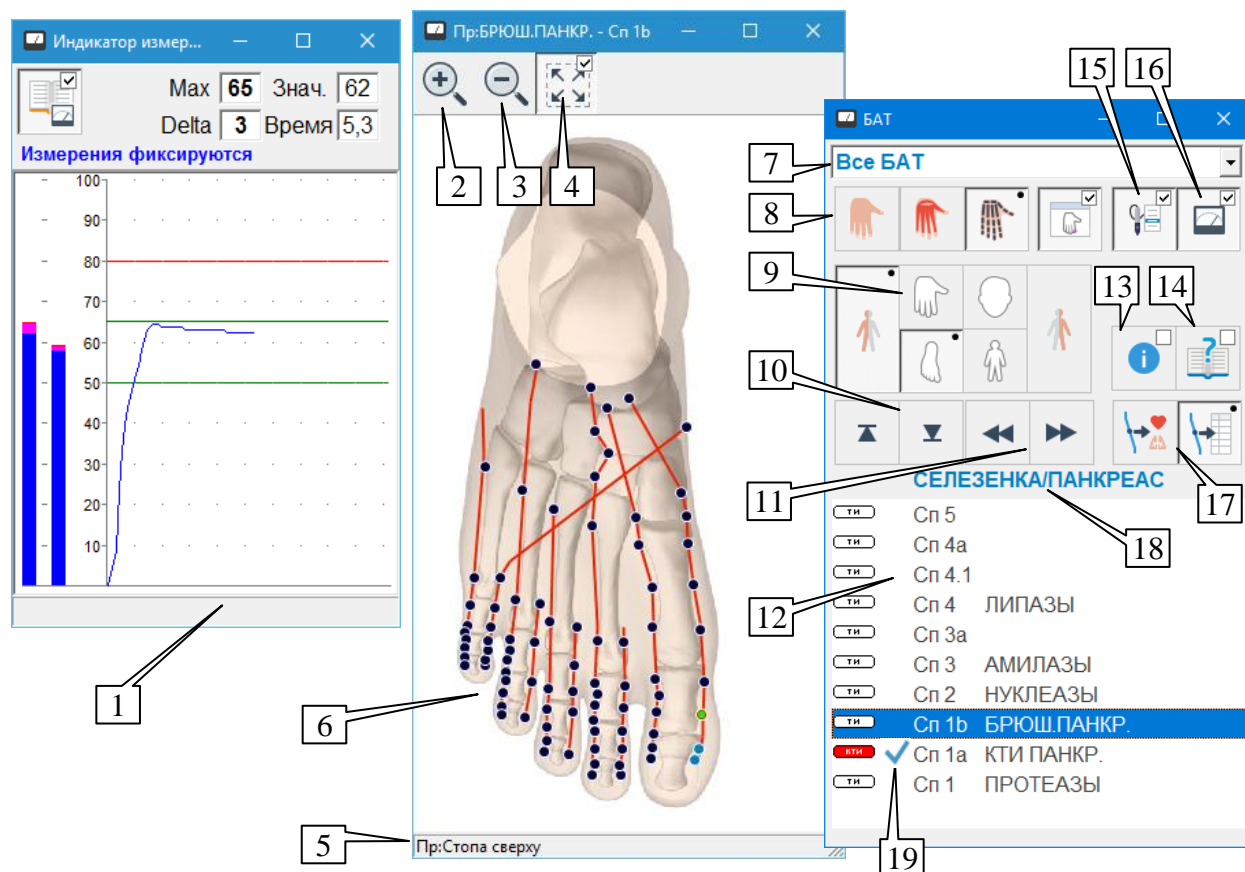 Индикатор измер...
Max 65 Знач. 62
Delta 3 Время 5,3
Измерения фиксируются
100
90
80
70
60
50
40
30
20
10
1
Пр:БРЮШ.ПАНКР. - Сп 1b
2
3
4
6
5
Пр:Стопа сверху
15
16
БАТ
7
Все БАТ
8
9
13
14
10
11
17
СЕЛЕЗЕНКА/ПАНКРЕАС
18
ТИ Сп 5
ТИ Сп 4а
ТИ Сп 4.1
12
ТИ Сп 4 ЛИПАЗЫ
ТИ Сп 3а
ТИ Сп 3 АМИЛАЗЫ
ТИ Сп 2 НУКЛЕАЗЫ
ТИ Сп 1b БРЮШ.ПАНКР.
КТИ Сп 1а КТИ ПАНКР.
ТИ Сп 1 ПРОТЕАЗЫ
19